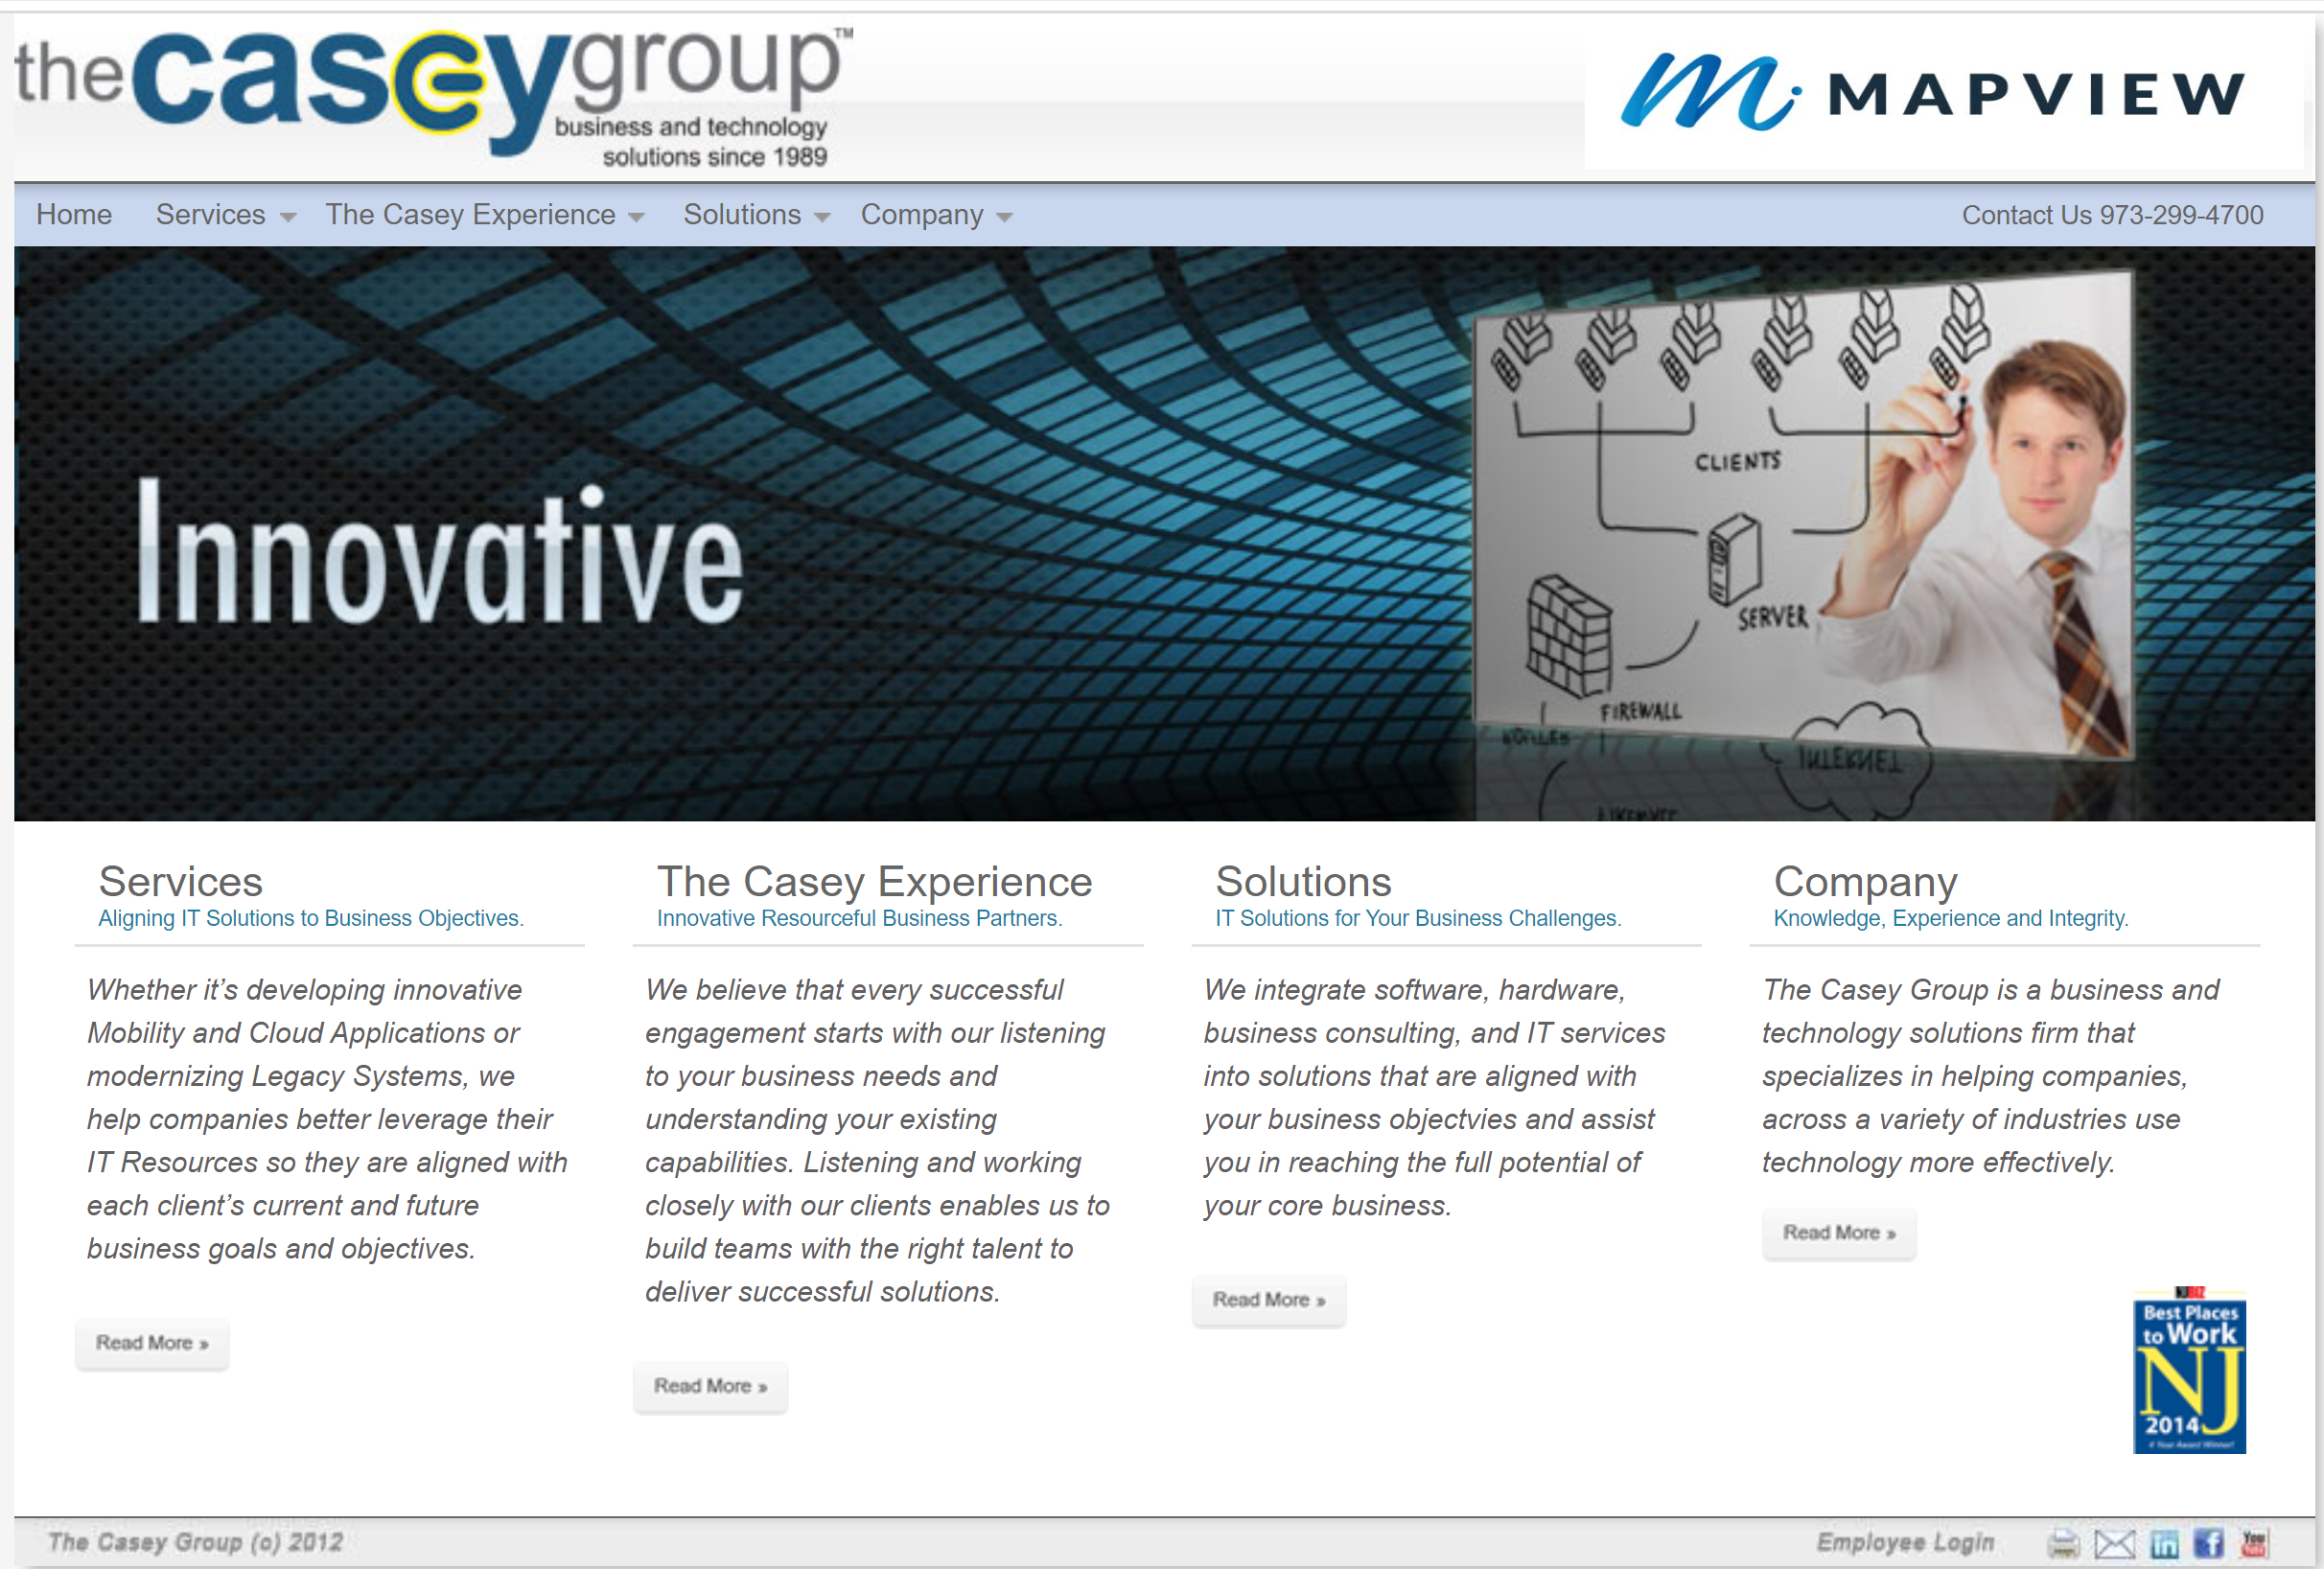 thecaseygroup™
business and technology
solutions since 1989
MAPVIEW
Home Services The Casey Experience Solutions Company Contact Us 973-299-4700
Innovative
CLIENTS
SERVER
FIREWALL
INTERNET
Services
Aligning IT Solutions to Business Objectives.
Whether it’s developing innovative
Mobility and Cloud Applications or
modernizing Legacy Systems, we
help companies better leverage their
IT Resources so they are aligned with
each client’s current and future
business goals and objectives.
Read More »
The Casey Experience
Innovative Resourceful Business Partners.
We believe that every successful
engagement starts with our listening
to your business needs and
understanding your existing
capabilities. Listening and working
closely with our clients enables us to
build teams with the right talent to
deliver successful solutions.
Read More »
Solutions
IT Solutions for Your Business Challenges.
We integrate software, hardware,
business consulting, and IT services
into solutions that are aligned with
your business objectvies and assist
you in reaching the full potential of
your core business.
Read More »
Company
Knowledge, Experience and Integrity.
The Casey Group is a business and
technology solutions firm that
specializes in helping companies,
across a variety of industries use
technology more effectively.
Read More »
NJBIZ
Best Places
to Work
NJ
2014
4 Year Award Winner!
The Casey Group (c) 2012
Employee Login
in
f
You
Tube